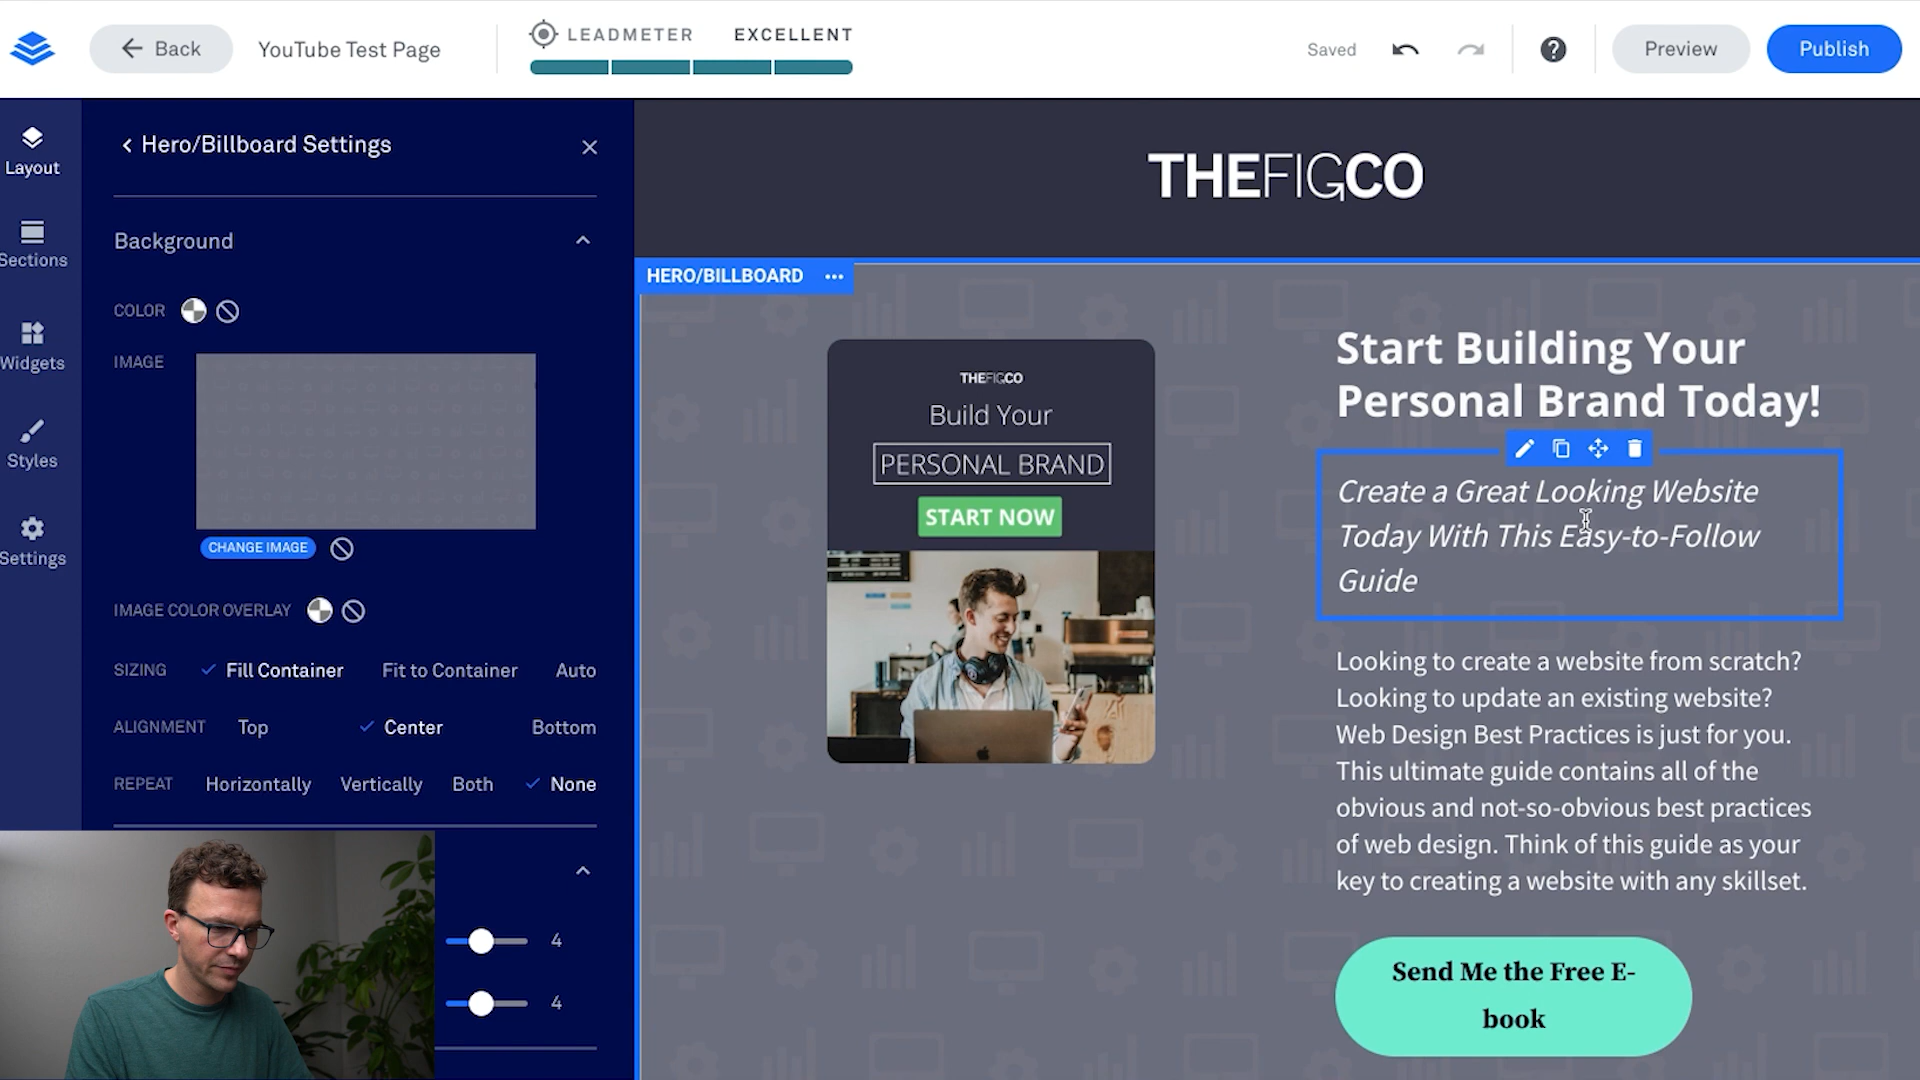 Back
YouTube Test Page
LEADMETER EXCELLENT
Saved
Preview
Publish
Layout
Sections
Widgets
Styles
Settings
Hero/Billboard Settings
Background
COLOR
IMAGE
CHANGE IMAGE
IMAGE COLOR OVERLAY
SIZING Fill Container Fit to Container Auto
ALIGNMENT Top Center Bottom
REPEAT Horizontally Vertically Both None
4
4
THEFIGCO
HERO/BILLBOARD
THEFIGCO
Build Your
PERSONAL BRAND
START NOW
Start Building Your
Personal Brand Today!
Create a Great Looking Website
Today With This Easy-to-Follow
Guide
Looking to create a website from scratch?
Looking to update an existing website?
Web Design Best Practices is just for you.
This ultimate guide contains all of the
obvious and not-so-obvious best practices
of web design. Think of this guide as your
key to creating a website with any skillset.
Send Me the Free E-
book